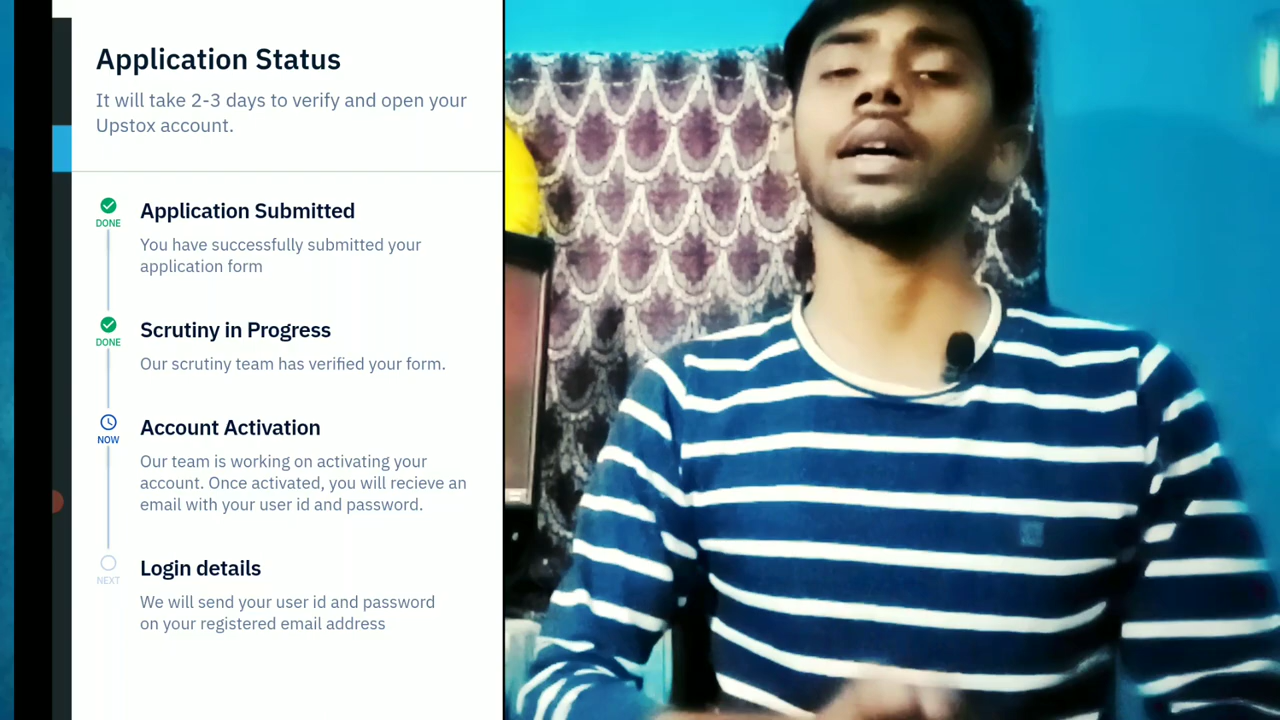 Application Status
It will take 2-3 days to verify and open your
Upstox account.
DONE
Application Submitted
You have successfully submitted your
application form
DONE
Scrutiny in Progress
Our scrutiny team has verified your form.
NOW
Account Activation
Our team is working on activating your
account. Once activated, you will recieve an
email with your user id and password.
NEXT
Login details
We will send your user id and password
on your registered email address